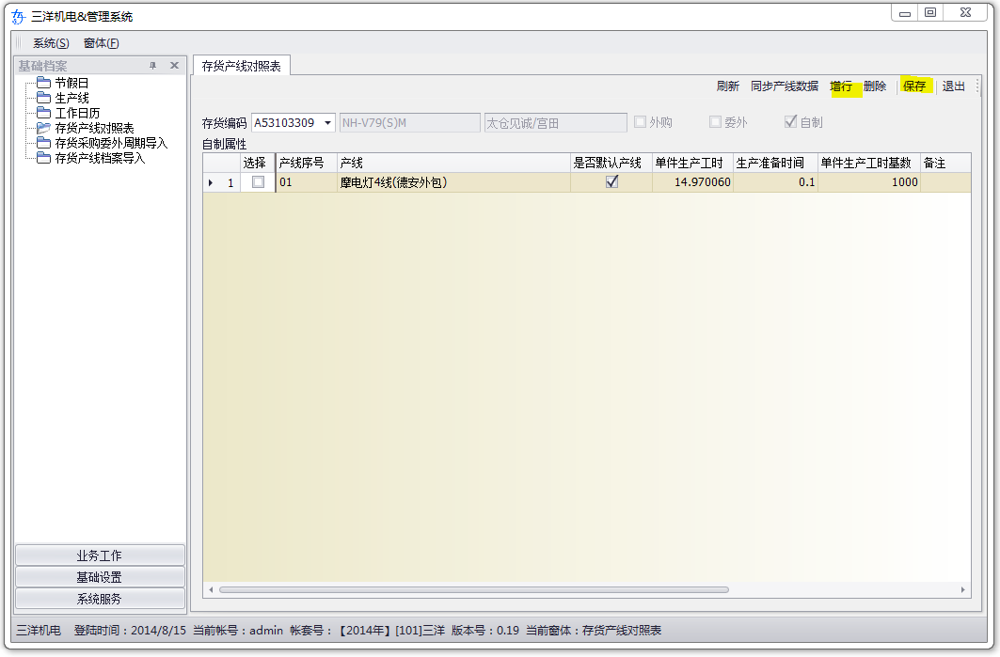 三洋机电&管理系统
系统(S) 窗体(F)
基础档案
节假日
生产线
工作日历
存货产线对照表
存货采购委外周期导入
存货产线档案导入
业务工作
基础设置
系统服务
存货产线对照表
刷新 同步产线数据 增行 删除 保存 退出
存货编码 A53103309 NH-V79(S)M 太仓见诚/宫田 外购 委外 自制
自制属性
选择 产线序号 产线 是否默认产线 单件生产工时 生产准备时间 单件生产工时基数 备注
1 01 摩电灯4线(德安外包) 14.970060 0.1 1000
三洋机电 登陆时间：2014/8/15 当前帐号：admin 帐套号：【2014年】[101]三洋 版本号：0.19 当前窗体：存货产线对照表